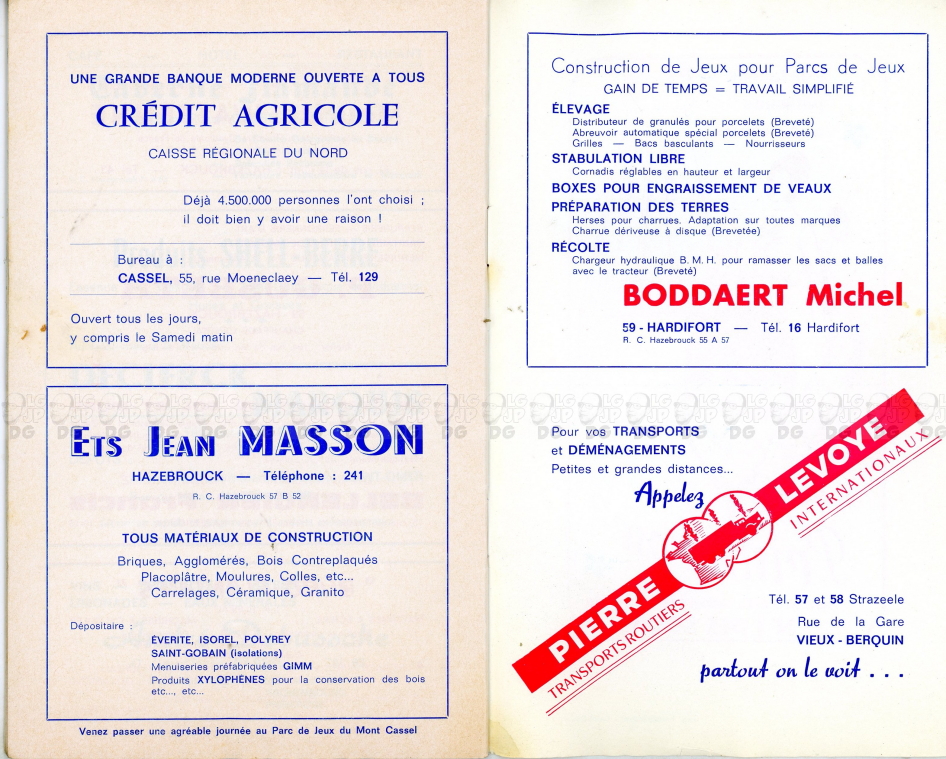 UNE GRANDE BANQUE MODERNE OUVERTE A TOUS
CRÉDIT AGRICOLE
CAISSE RÉGIONALE DU NORD
Déjà 4.500.000 personnes l'ont choisi ;
il doit bien y avoir une raison !
Bureau à :
CASSEL, 55, rue Moeneclaey — Tél. 129
Ouvert tous les jours,
y compris le Samedi matin
ETS JEAN MASSON
HAZEBROUCK — Téléphone : 241
R. C. Hazebrouck 57 B 52
TOUS MATÉRIAUX DE CONSTRUCTION
Briques, Agglomérés, Bois Contreplaqués
Placoplâtre, Moulures, Colles, etc...
Carrelages, Céramique, Granito
Dépositaire :
ÉVERITE, ISOREL, POLYREY
SAINT-GOBAIN (isolations)
Menuiseries préfabriquées GIMM
Produits XYLOPHÈNES pour la conservation des bois
etc..., etc...
Venez passer une agréable journée au Parc de Jeux du Mont Cassel
Construction de Jeux pour Parcs de Jeux
GAIN DE TEMPS = TRAVAIL SIMPLIFIÉ
ÉLEVAGE
Distributeur de granulés pour porcelets (Breveté)
Abreuvoir automatique spécial porcelets (Breveté)
Grilles — Bacs basculants — Nourrisseurs
STABULATION LIBRE
Cornadis réglables en hauteur et largeur
BOXES POUR ENGRAISSEMENT DE VEAUX
PRÉPARATION DES TERRES
Herses pour charrues. Adaptation sur toutes marques
Charrue dériveuse à disque (Brevetée)
RÉCOLTE
Chargeur hydraulique B. M. H. pour ramasser les sacs et balles
avec le tracteur (Breveté)
BODDAERT Michel
59 - HARDIFORT — Tél. 16 Hardifort
R. C. Hazebrouck 55 A 57
Pour vos TRANSPORTS
et DÉMÉNAGEMENTS
Petites et grandes distances...
Appelez
PIERRE LEVOYE
TRANSPORTS ROUTIERS INTERNATIONAUX
Tél. 57 et 58 Strazeele
Rue de la Gare
VIEUX - BERQUIN
partout on le voit . . .